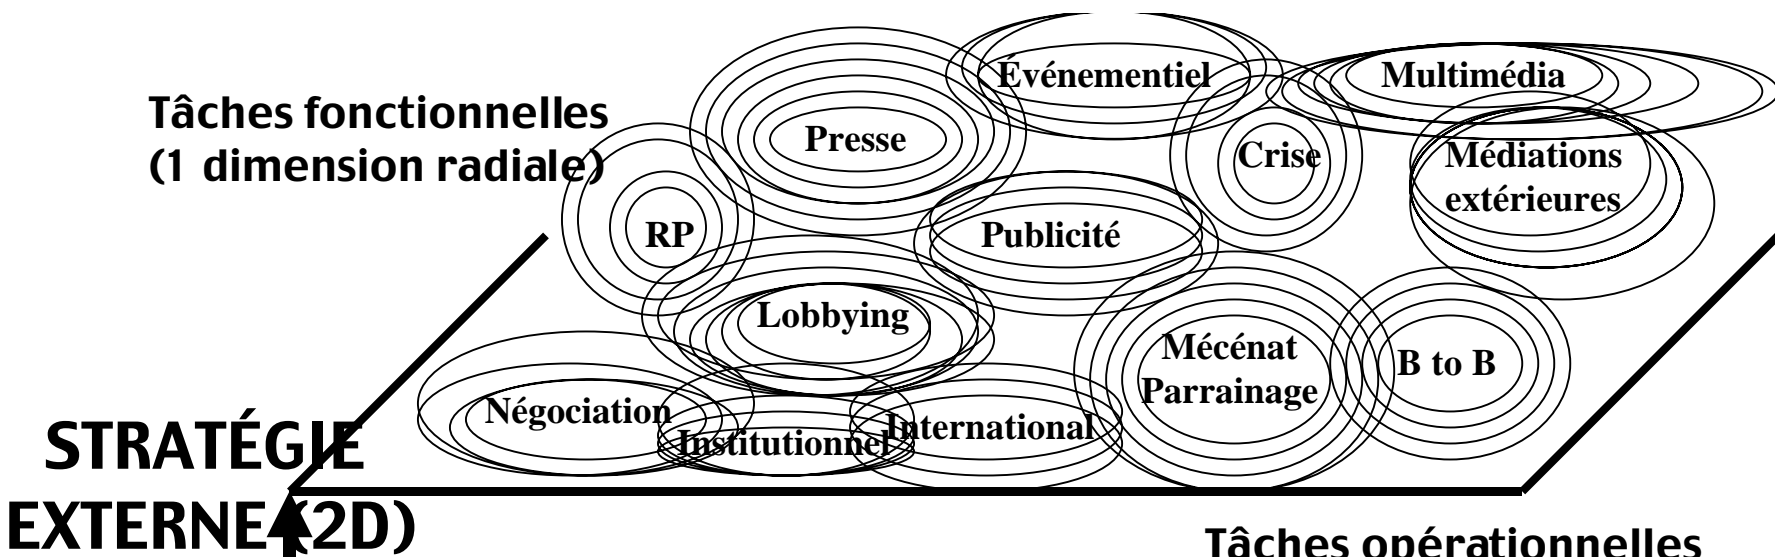 Événementiel
Multimédia
Tâches fonctionnelles
(1 dimension radiale)
Presse
Crise
Médiations
extérieures
RP
Publicité
Lobbying
Mécénat
Parrainage
B to B
Négociation
Institutionnel
International
STRATÉGIE
EXTERNE (2D)
Tâches opérationnelles